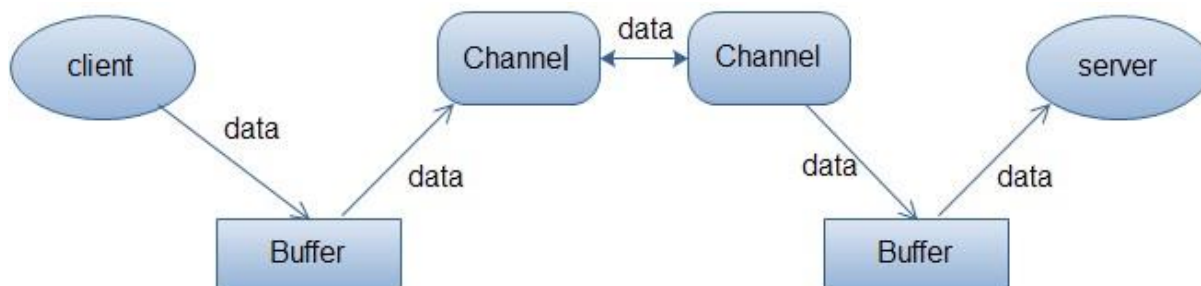 client
data
Buffer
data
Channel
data
Channel
data
Buffer
data
server